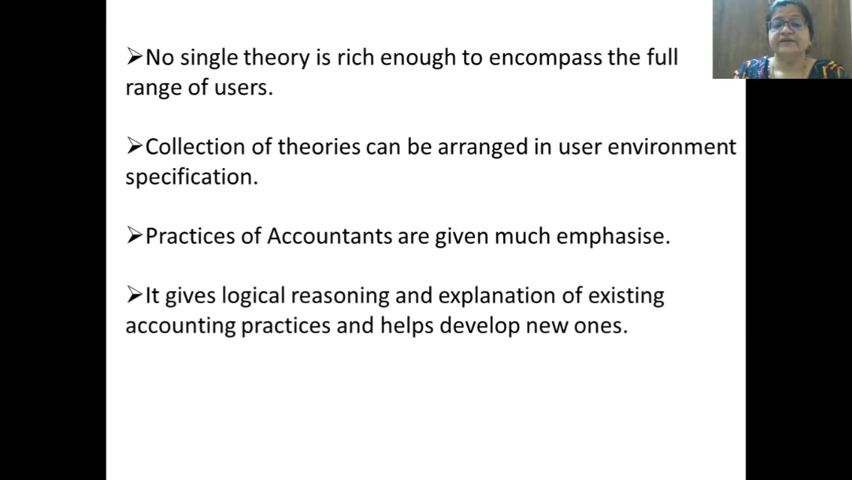 ➢No single theory is rich enough to encompass the full
range of users.
➢Collection of theories can be arranged in user environment
specification.
➢Practices of Accountants are given much emphasise.
➢It gives logical reasoning and explanation of existing
accounting practices and helps develop new ones.